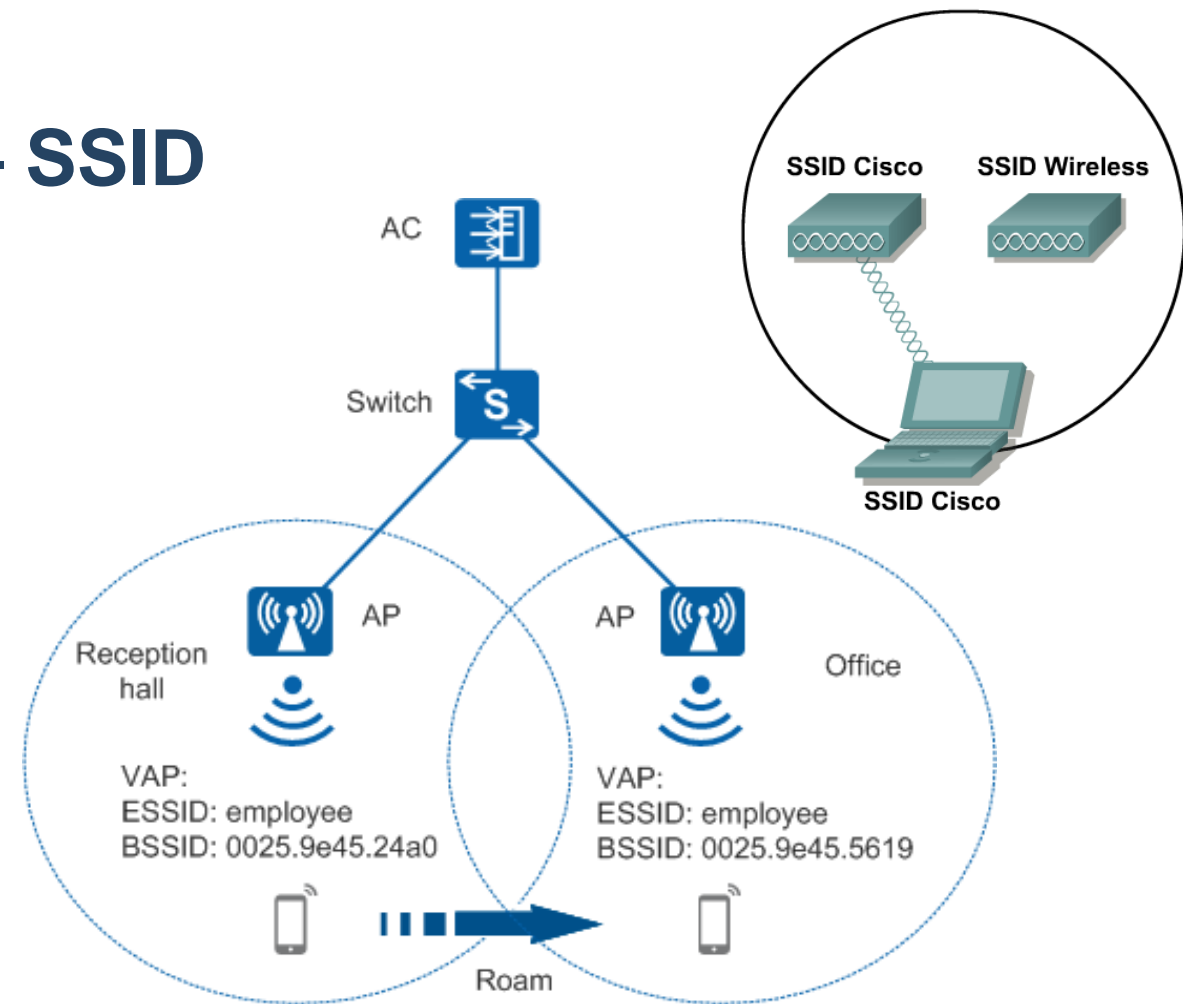 - SSID
SSID Cisco
SSID Wireless
SSID Cisco
AC
Switch
S
AP
AP
Reception
hall
Office
VAP:
ESSID: employee
BSSID: 0025.9e45.24a0
VAP:
ESSID: employee
BSSID: 0025.9e45.5619
Roam